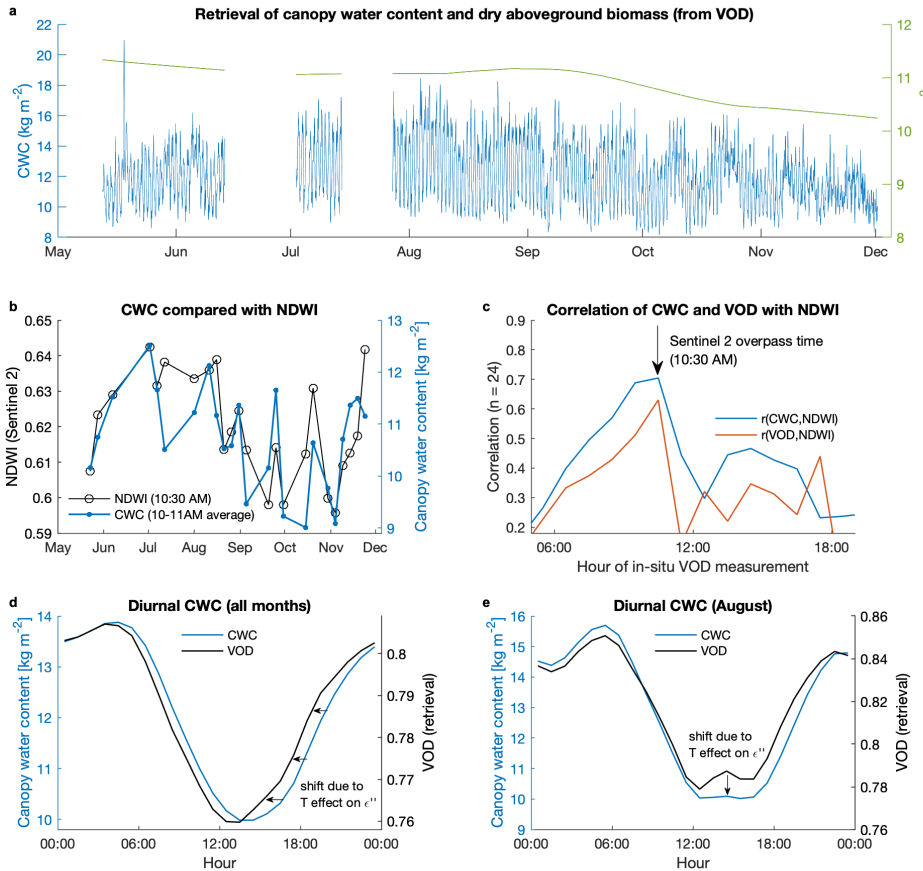 a
Retrieval of canopy water content and dry aboveground biomass (from VOD)
CWC (kg m-2)
22
20
18
16
14
12
10
8
12
11
10
9
8
May Jun Jul Aug Sep Oct Nov Dec
b
CWC compared with NDWI
NDWI (Sentinel 2)
0.65
0.64
0.63
0.62
0.61
0.6
0.59
13
12
11
10
9
Canopy water content [kg m-2]
NDWI (10:30 AM)
CWC (10-11AM average)
May Jun Jul Aug Sep Oct Nov Dec
c
Correlation of CWC and VOD with NDWI
Correlation (n = 24)
0.9
0.8
0.7
0.6
0.5
0.4
0.3
0.2
Sentinel 2 overpass time
(10:30 AM)
r(CWC,NDWI)
r(VOD,NDWI)
06:00 12:00 18:00
Hour of in-situ VOD measurement
d
Diurnal CWC (all months)
Canopy water content [kg m-2]
14
13
12
11
10
CWC
VOD
0.8
0.79
0.78
0.77
0.76
VOD (retrieval)
shift due to
T effect on ϵ''
00:00 06:00 12:00 18:00 00:00
Hour
e
Diurnal CWC (August)
Canopy water content [kg m-2]
16
15
14
13
12
11
10
9
CWC
VOD
0.86
0.84
0.82
0.8
0.78
0.76
VOD (retrieval)
shift due to
T effect on ϵ''
00:00 06:00 12:00 18:00 00:00
Hour